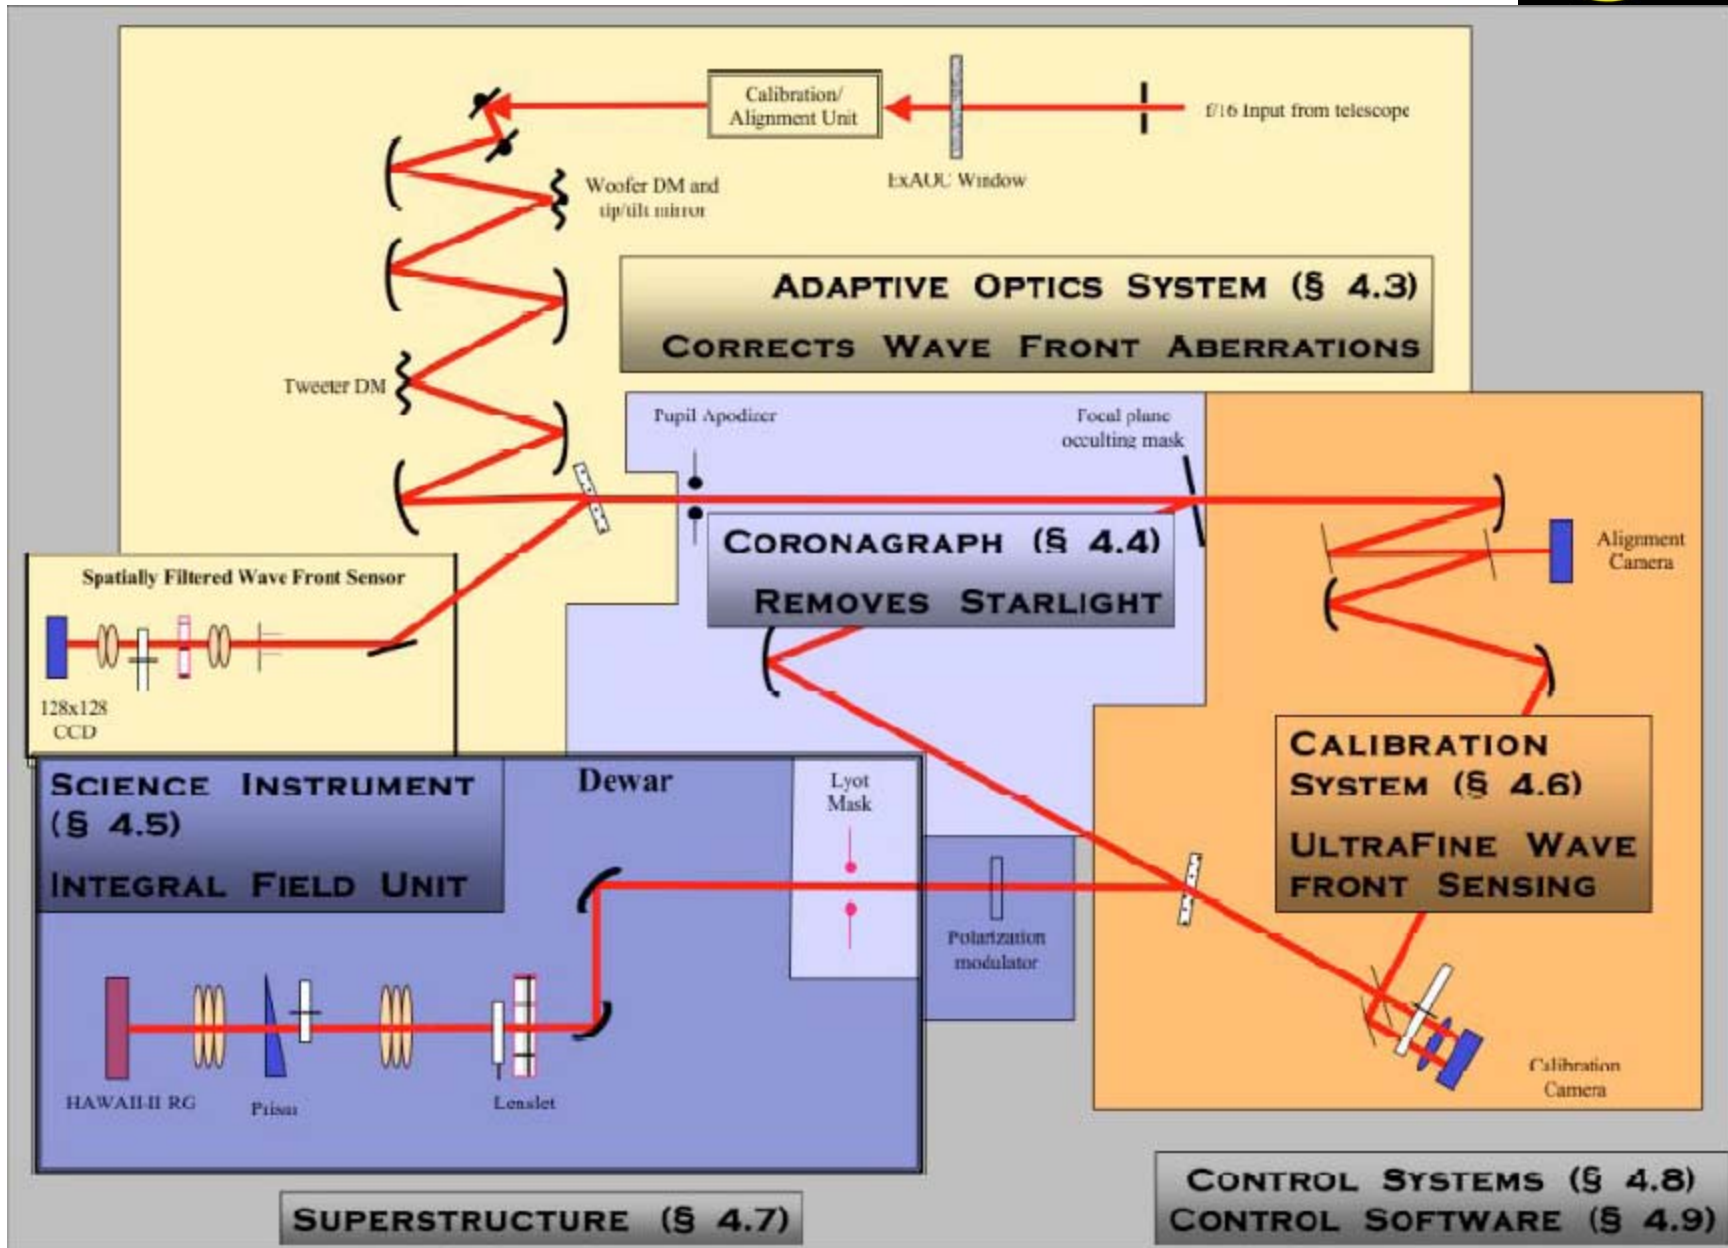 Calibration/
Alignment Unit
f/16 Input from telescope
ExAOC Window
Woofer DM and
tip/tilt mirror
ADAPTIVE OPTICS SYSTEM (§ 4.3)
CORRECTS WAVE FRONT ABERRATIONS
Tweeter DM
Pupil Apodizer
Focal plane
occulting mask
CORONAGRAPH (§ 4.4)
REMOVES STARLIGHT
Alignment
Camera
Spatially Filtered Wave Front Sensor
128x128
CCD
CALIBRATION
SYSTEM (§ 4.6)
ULTRAFINE WAVE
FRONT SENSING
SCIENCE INSTRUMENT
(§ 4.5)
INTEGRAL FIELD UNIT
Dewar
Lyot
Mask
Polarization
modulator
HAWAII-II RG
Prism
Lenslet
Calibration
Camera
SUPERSTRUCTURE (§ 4.7)
CONTROL SYSTEMS (§ 4.8)
CONTROL SOFTWARE (§ 4.9)